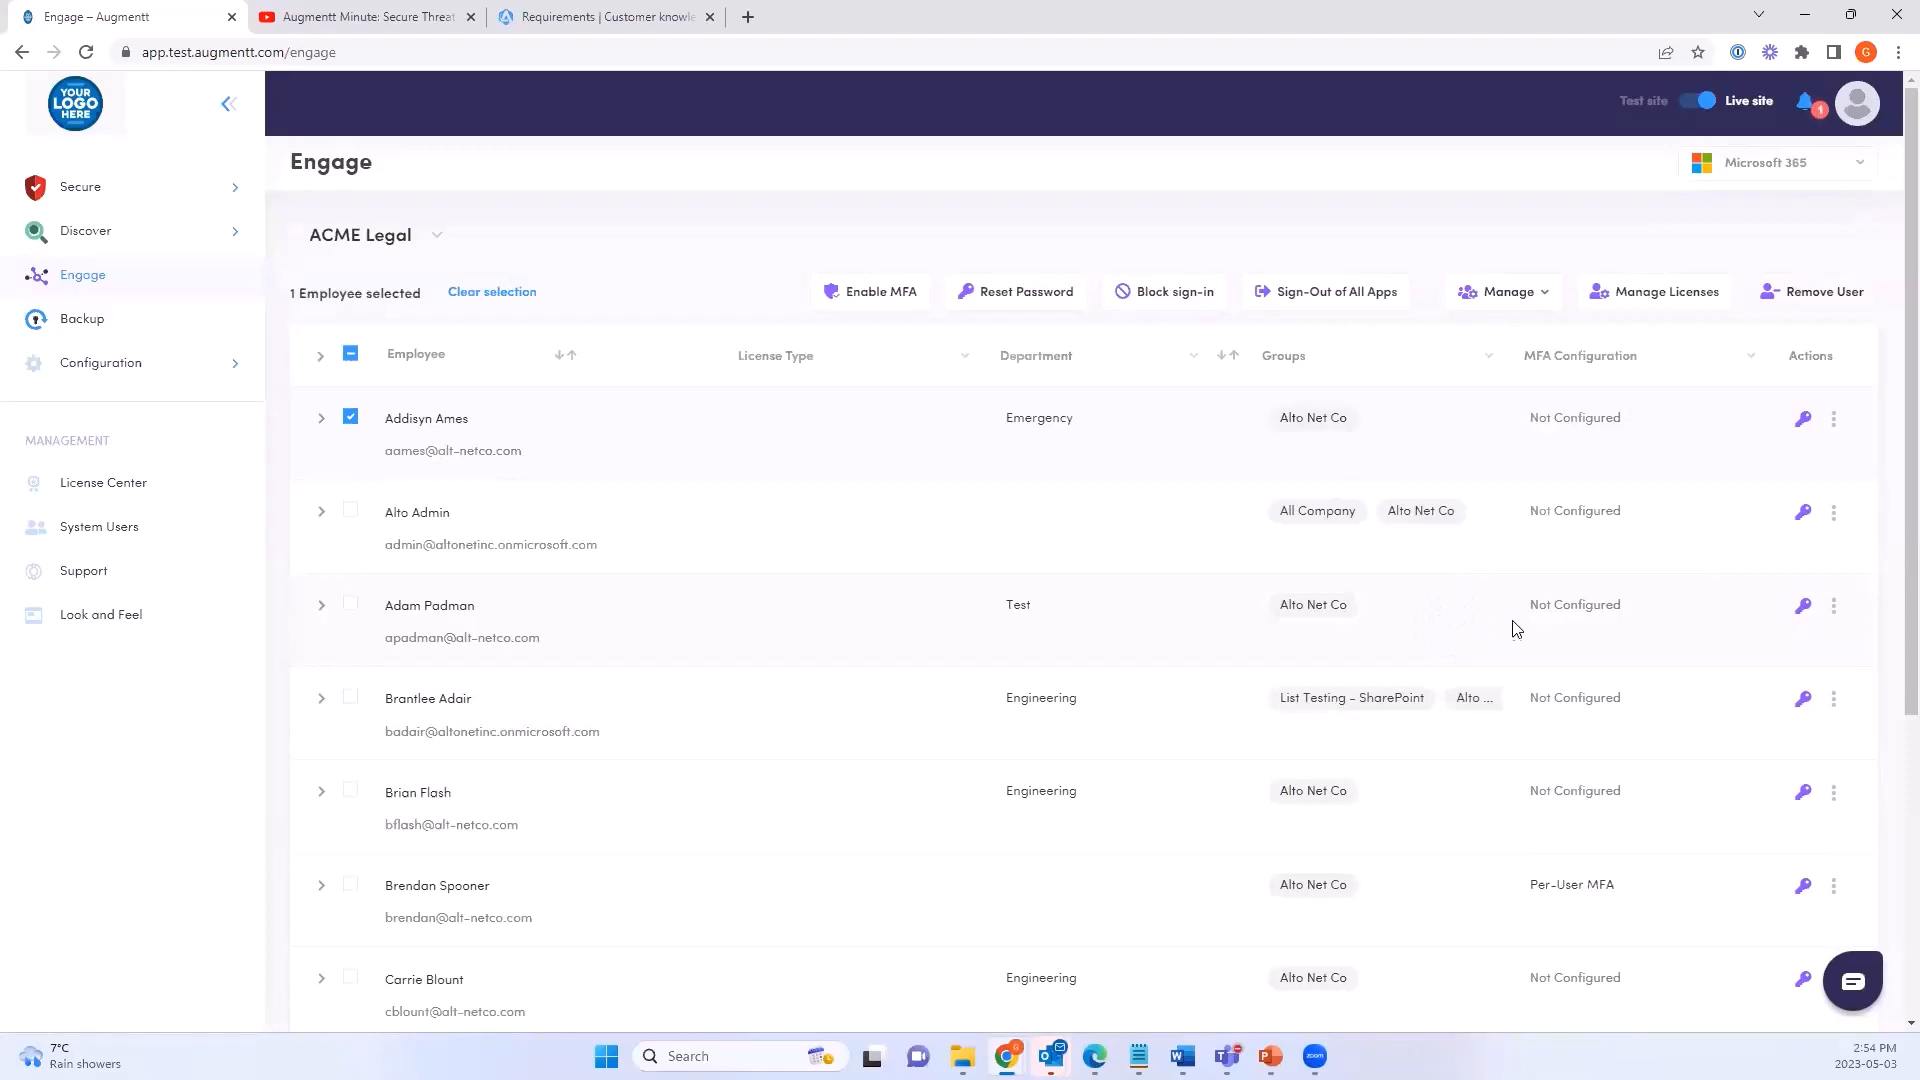 Engage – Augmentt
Augmentt Minute: Secure Threat
Requirements | Customer knowle
app.test.augmentt.com/engage
G
YOUR
LOGO
HERE
Test site
Live site
1
Secure
Discover
Engage
Backup
Configuration
MANAGEMENT
License Center
System Users
Support
Look and Feel
Engage
Microsoft 365
ACME Legal
1 Employee selected
Clear selection
Enable MFA
Reset Password
Block sign-in
Sign-Out of All Apps
Manage
Manage Licenses
Remove User
Employee License Type Department Groups MFA Configuration Actions
Addisyn Ames Emergency Alto Net Co Not Configured
aames@alt-netco.com
Alto Admin All Company Alto Net Co Not Configured
admin@altonetinc.onmicrosoft.com
Adam Padman Test Alto Net Co Not Configured
apadman@alt-netco.com
Brantlee Adair Engineering List Testing - SharePoint Alto ... Not Configured
badair@altonetinc.onmicrosoft.com
Brian Flash Engineering Alto Net Co Not Configured
bflash@alt-netco.com
Brendan Spooner Alto Net Co Per-User MFA
brendan@alt-netco.com
Carrie Blount Engineering Alto Net Co Not Configured
cblount@alt-netco.com
7°C
Rain showers
Search
zoom
2:54 PM
2023-05-03